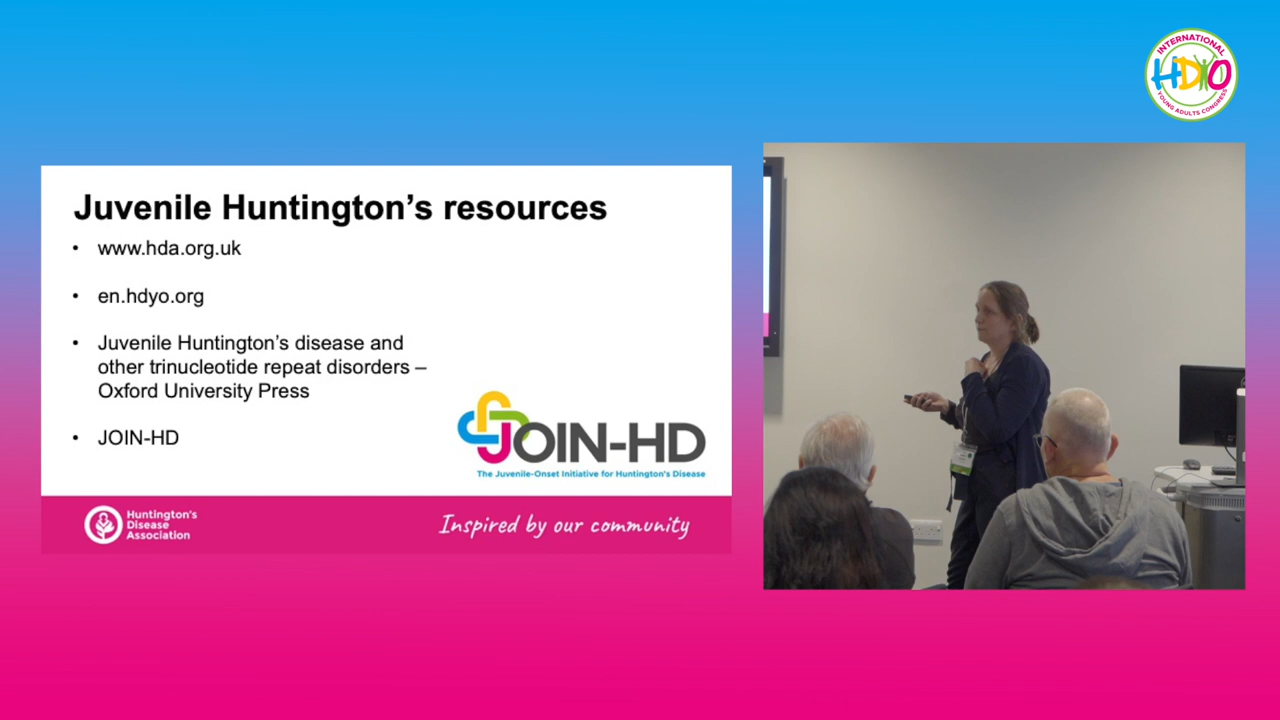 INTERNATIONAL
HDYO
YOUNG ADULTS CONGRESS
Juvenile Huntington's resources
• www.hda.org.uk
• en.hdyo.org
• Juvenile Huntington's disease and
other trinucleotide repeat disorders –
Oxford University Press
• JOIN-HD
JOIN-HD
The Juvenile-Onset Initiative for Huntington's Disease
Huntington's
Disease
Association
Inspired by our community